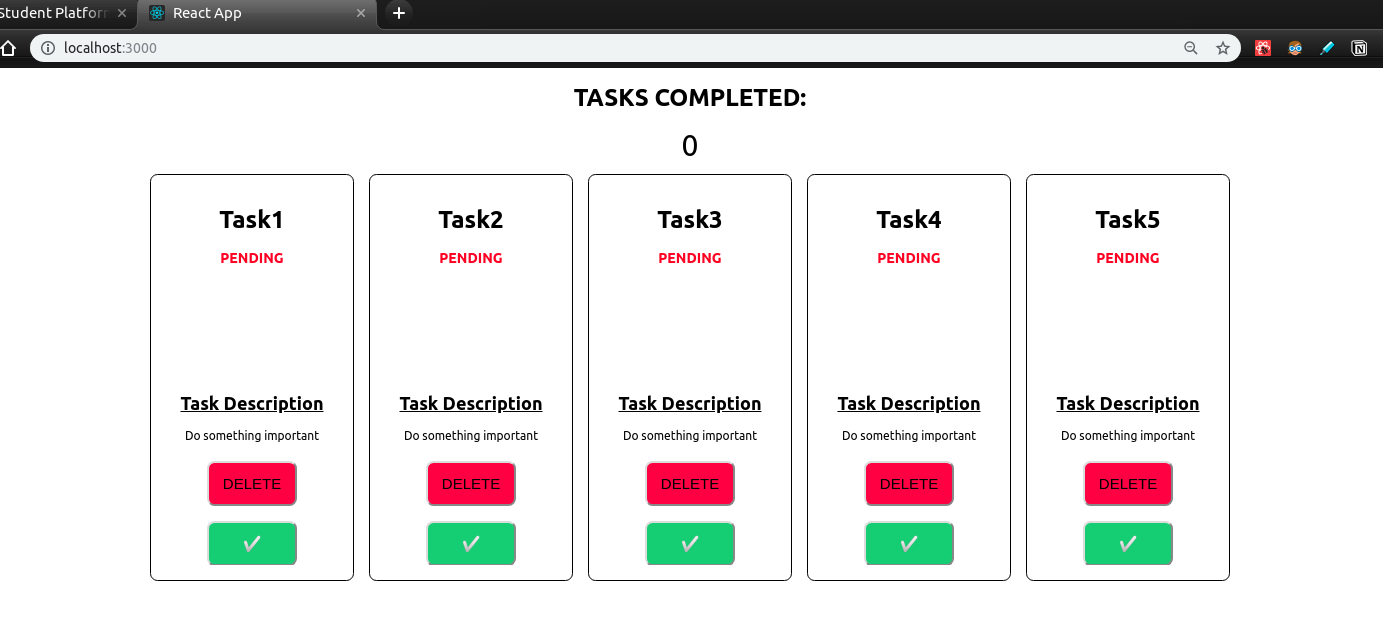 Student Platform
React App
localhost:3000
TASKS COMPLETED:
0
Task1
PENDING
Task Description
Do something important
DELETE
✔
Task2
PENDING
Task Description
Do something important
DELETE
✔
Task3
PENDING
Task Description
Do something important
DELETE
✔
Task4
PENDING
Task Description
Do something important
DELETE
✔
Task5
PENDING
Task Description
Do something important
DELETE
✔